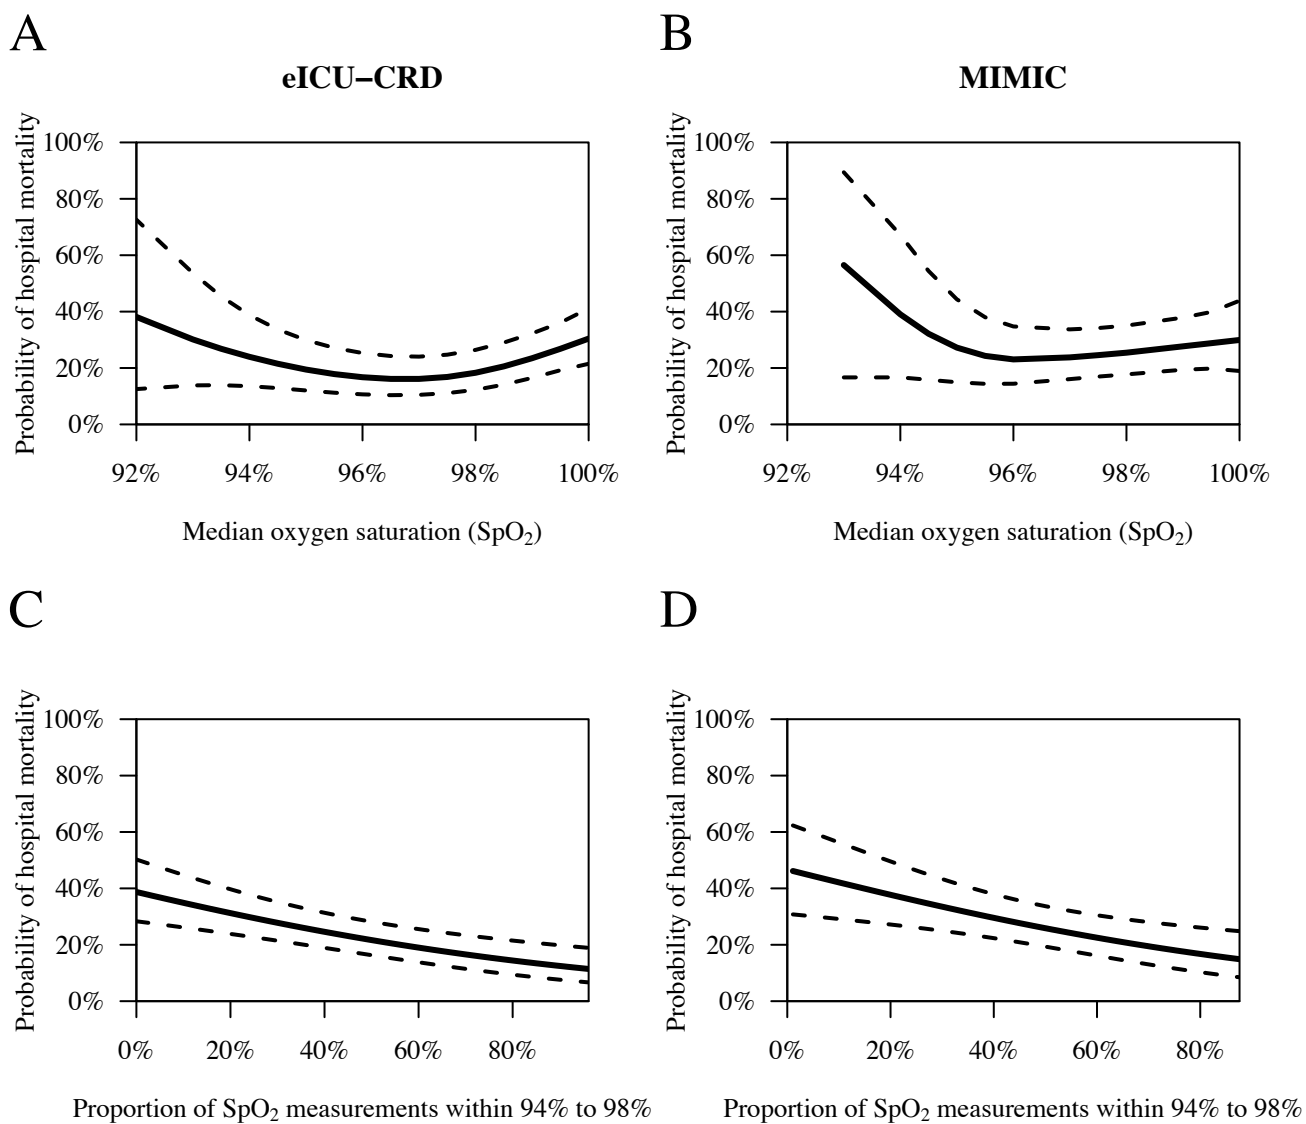 A
eICU−CRD
Probability of hospital mortality
100%
80%
60%
40%
20%
0%
92% 94% 96% 98% 100%
Median oxygen saturation (SpO₂)
B
MIMIC
Probability of hospital mortality
100%
80%
60%
40%
20%
0%
92% 94% 96% 98% 100%
Median oxygen saturation (SpO₂)
C
Probability of hospital mortality
100%
80%
60%
40%
20%
0%
0% 20% 40% 60% 80%
Proportion of SpO₂ measurements within 94% to 98%
D
Probability of hospital mortality
100%
80%
60%
40%
20%
0%
0% 20% 40% 60% 80%
Proportion of SpO₂ measurements within 94% to 98%